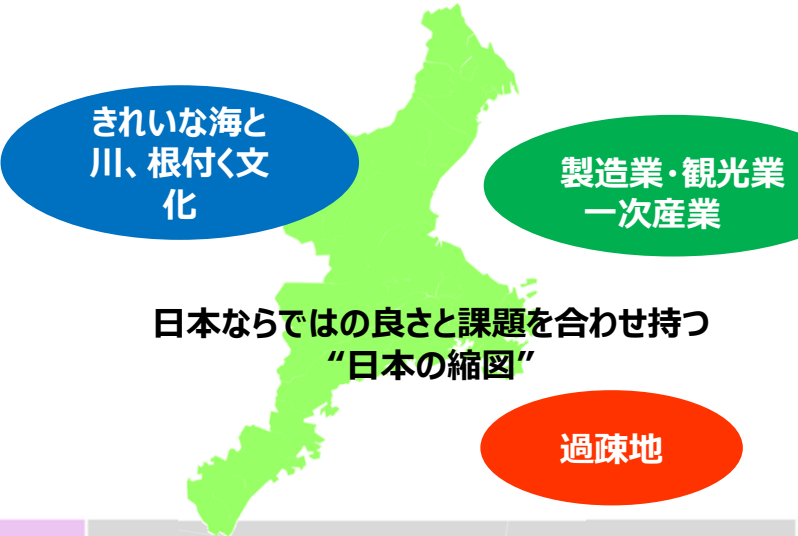 きれいな海と
川、根付く文
化
製造業・観光業
一次産業
日本ならではの良さと課題を合わせ持つ
“日本の縮図”
過疎地